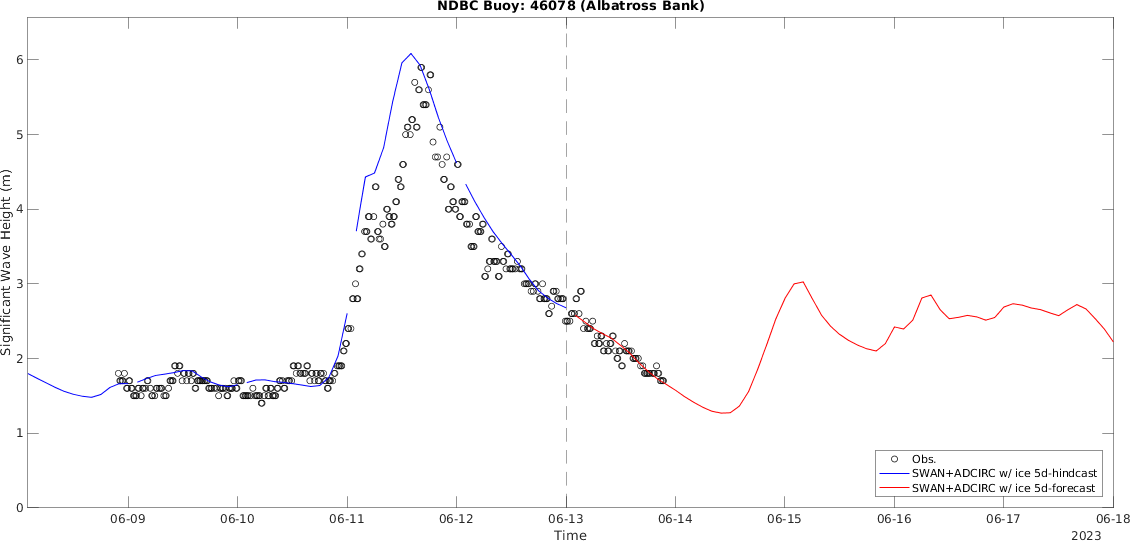 NDBC Buoy: 46078 (Albatross Bank)
Significant Wave Height (m)
6
5
4
3
2
1
0
Obs.
SWAN+ADCIRC w/ ice 5d-hindcast
SWAN+ADCIRC w/ ice 5d-forecast
06-09 06-10 06-11 06-12 06-13 06-14 06-15 06-16 06-17 06-18
Time
2023